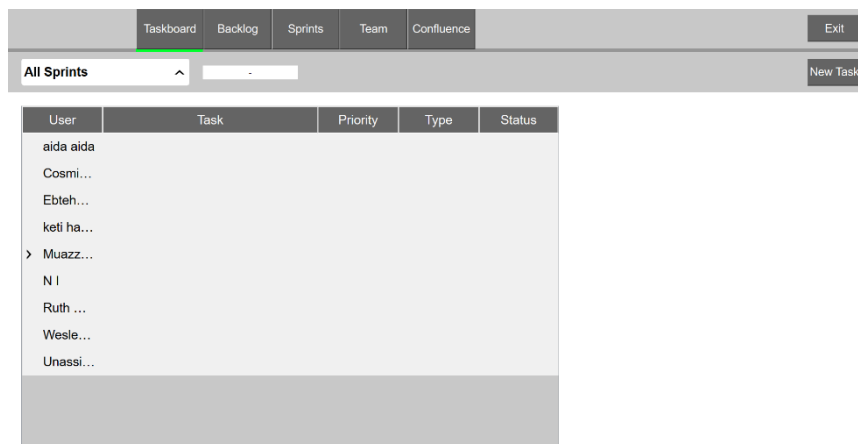 Taskboard Backlog Sprints Team Confluence Exit
All Sprints - New Task
User Task Priority Type Status
aida aida
Cosmi…
Ebteh…
keti ha…
Muazz…
N I
Ruth …
Wesle…
Unassi…